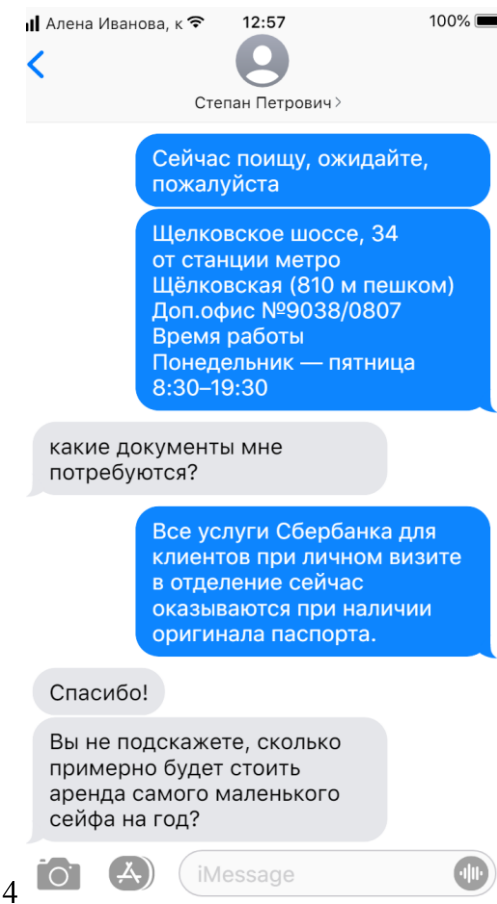 Алена Иванова, к 12:57 100%
Степан Петрович
Сейчас поищу, ожидайте,
пожалуйста
Щелковское шоссе, 34
от станции метро
Щёлковская (810 м пешком)
Доп.офис №9038/0807
Время работы
Понедельник — пятница
8:30–19:30
какие документы мне
потребуются?
Все услуги Сбербанка для
клиентов при личном визите
в отделение сейчас
оказываются при наличии
оригинала паспорта.
Спасибо!
Вы не подскажете, сколько
примерно будет стоить
аренда самого маленького
сейфа на год?
iMessage
4